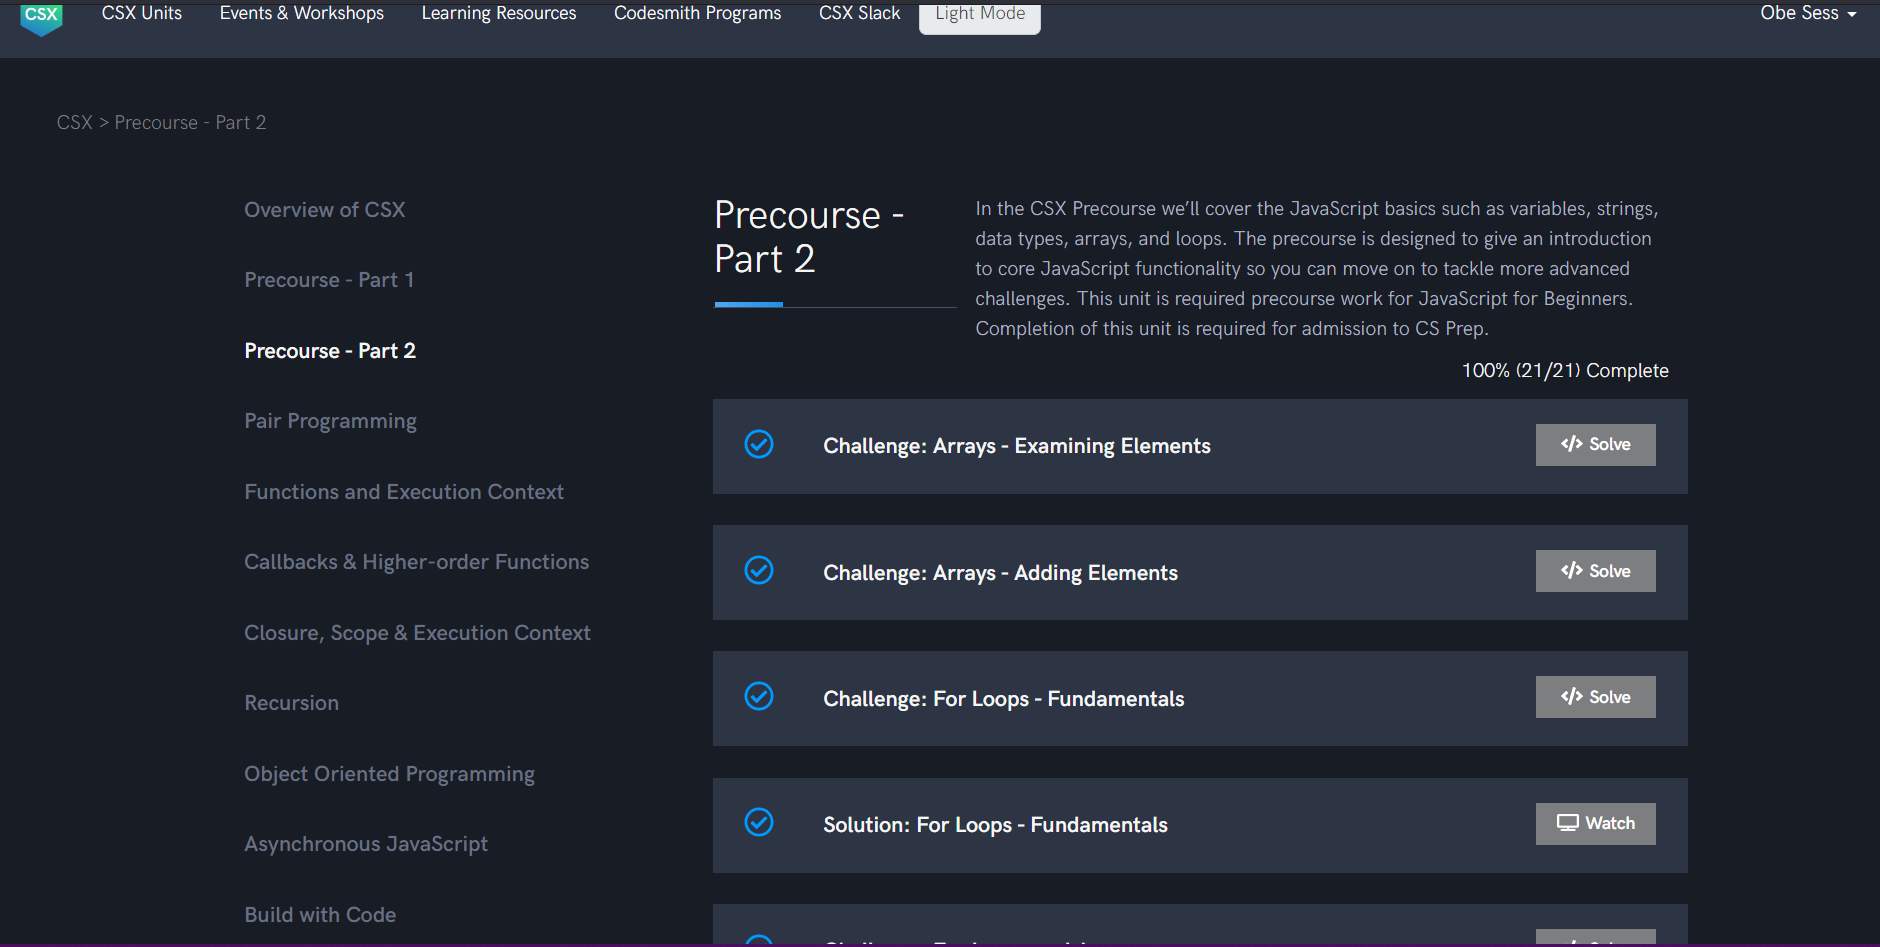 CSX
CSX Units
Events & Workshops
Learning Resources
Codesmith Programs
CSX Slack
Light Mode
Obe Sess
CSX > Precourse - Part 2
Overview of CSX
Precourse - Part 1
Precourse - Part 2
Pair Programming
Functions and Execution Context
Callbacks & Higher-order Functions
Closure, Scope & Execution Context
Recursion
Object Oriented Programming
Asynchronous JavaScript
Build with Code
Precourse -
Part 2
In the CSX Precourse we’ll cover the JavaScript basics such as variables, strings,
data types, arrays, and loops. The precourse is designed to give an introduction
to core JavaScript functionality so you can move on to tackle more advanced
challenges. This unit is required precourse work for JavaScript for Beginners.
Completion of this unit is required for admission to CS Prep.
100% (21/21) Complete
Challenge: Arrays - Examining Elements
</> Solve
Challenge: Arrays - Adding Elements
</> Solve
Challenge: For Loops - Fundamentals
</> Solve
Solution: For Loops - Fundamentals
Watch